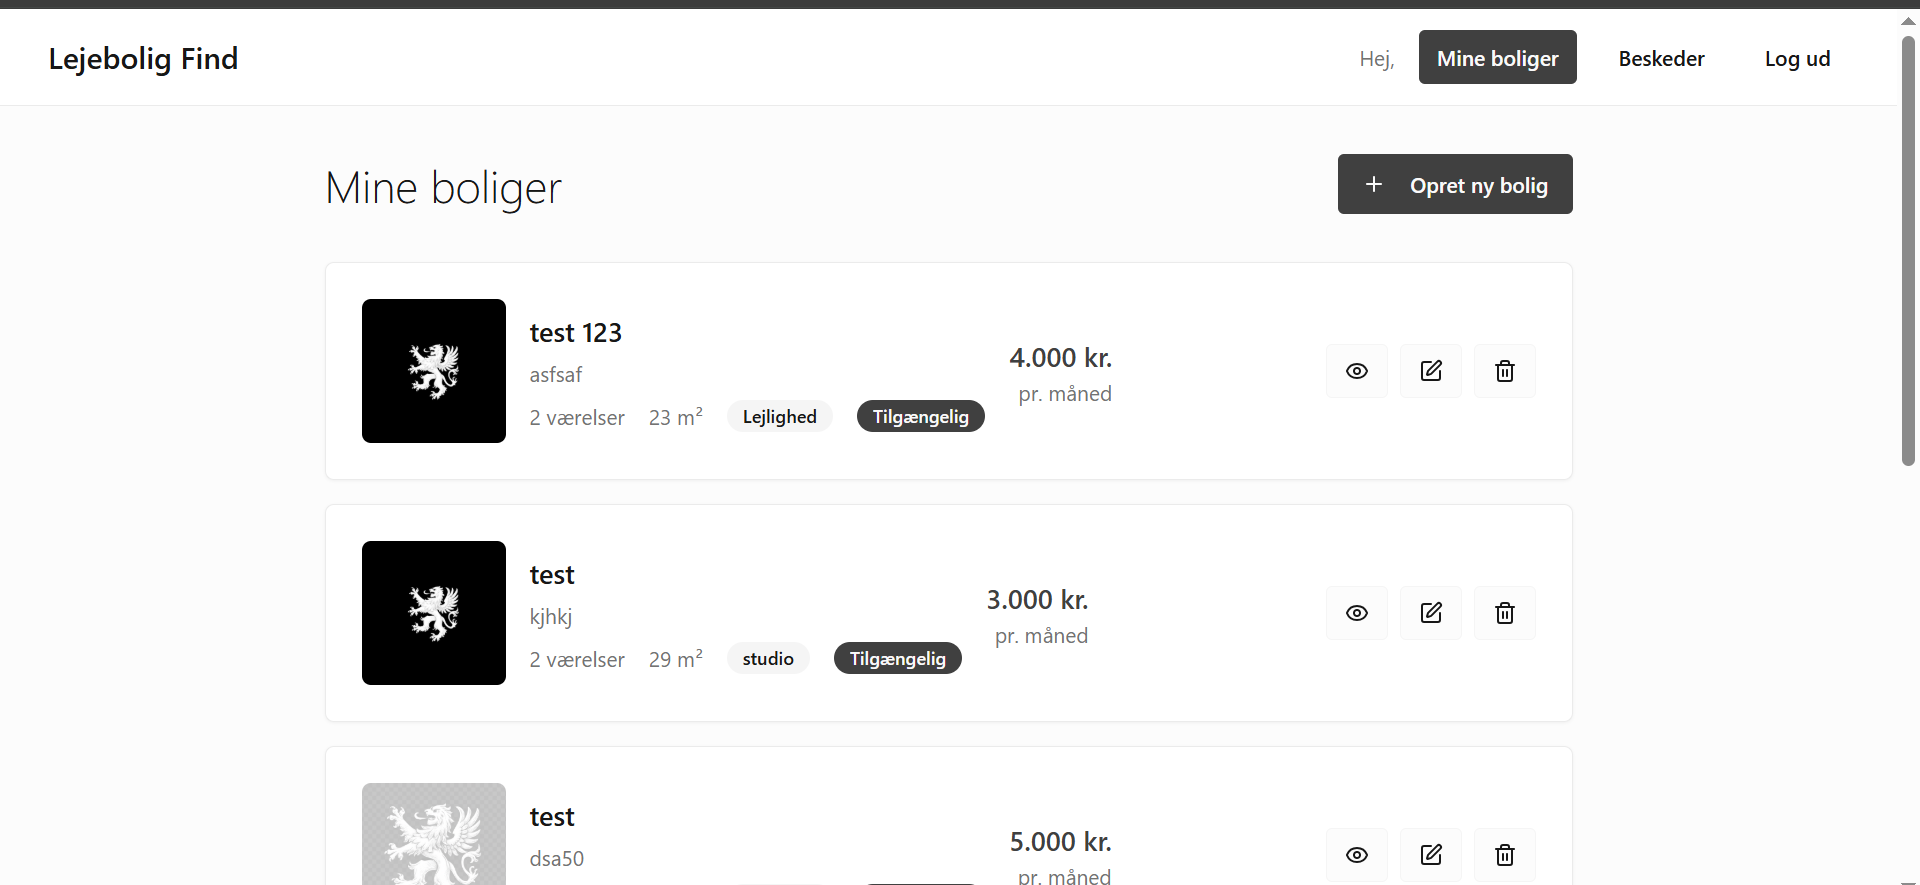 Lejebolig Find
Hej,
Mine boliger
Beskeder
Log ud
Mine boliger
Opret ny bolig
test 123
asfsaf
2 værelser 23 m² Lejlighed Tilgængelig
4.000 kr.
pr. måned
test
kjhkj
2 værelser 29 m² studio Tilgængelig
3.000 kr.
pr. måned
test
dsa50
5.000 kr.
pr. måned